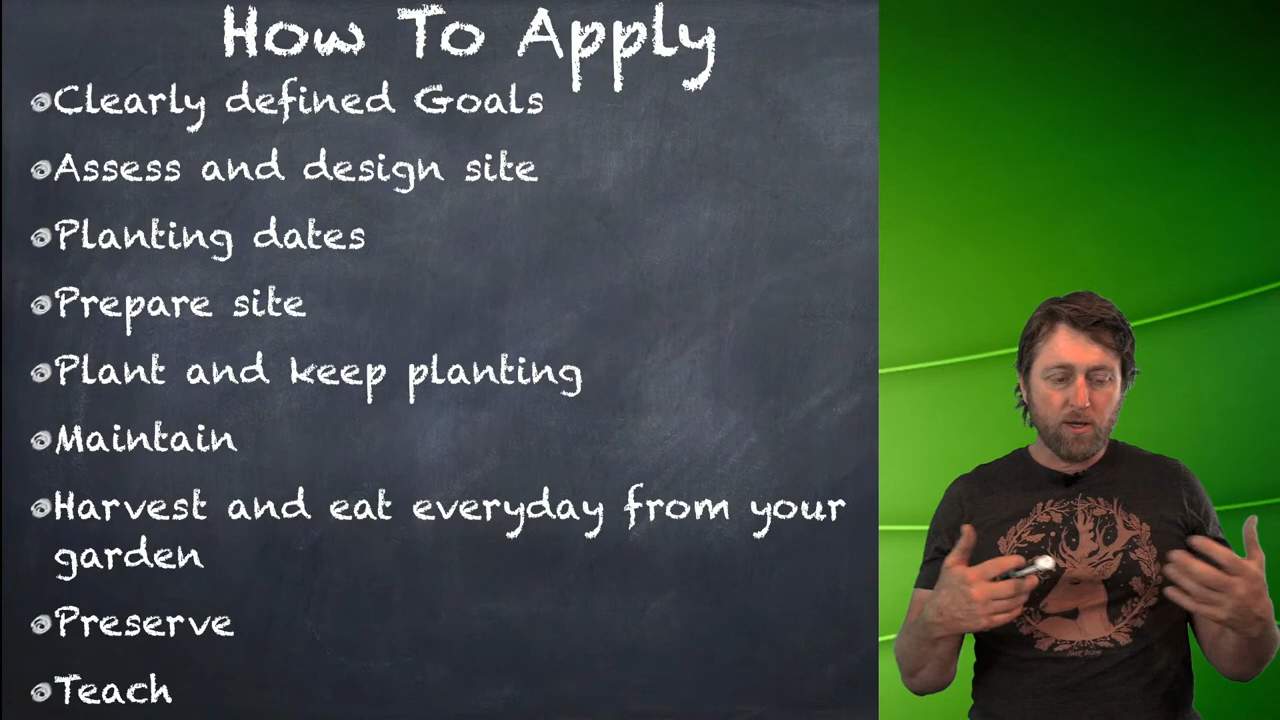 How To Apply
Clearly defined Goals
Assess and design site
Planting dates
Prepare site
Plant and keep planting
Maintain
Harvest and eat everyday from your
garden
Preserve
Teach